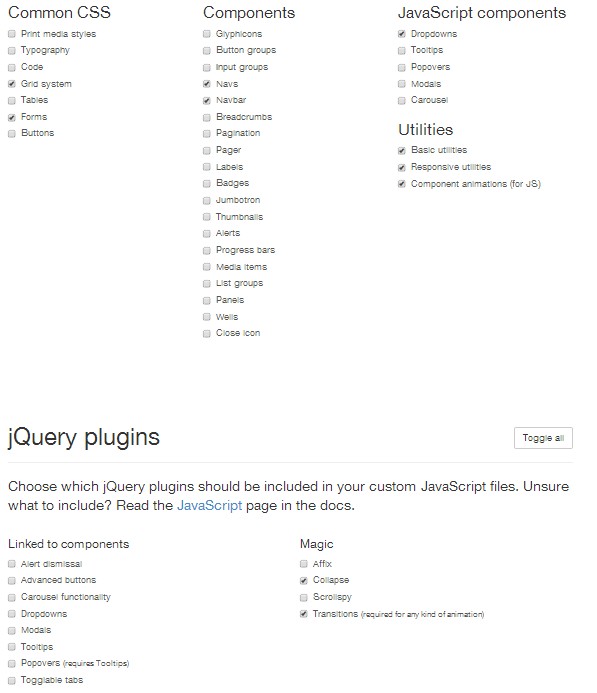 Common CSS
Print media styles
Typography
Code
Grid system
Tables
Forms
Buttons
Components
Glyphicons
Button groups
Input groups
Navs
Navbar
Breadcrumbs
Pagination
Pager
Labels
Badges
Jumbotron
Thumbnails
Alerts
Progress bars
Media items
List groups
Panels
Wells
Close icon
JavaScript components
Dropdowns
Tooltips
Popovers
Modals
Carousel
Utilities
Basic utilities
Responsive utilities
Component animations (for JS)
jQuery plugins
Toggle all
Choose which jQuery plugins should be included in your custom JavaScript files. Unsure
what to include? Read the JavaScript page in the docs.
Linked to components
Alert dismissal
Advanced buttons
Carousel functionality
Dropdowns
Modals
Tooltips
Popovers (requires Tooltips)
Togglable tabs
Magic
Affix
Collapse
Scrollspy
Transitions (required for any kind of animation)